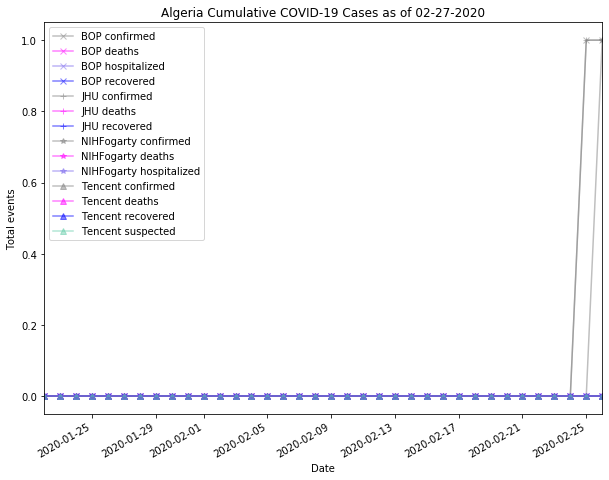 Algeria Cumulative COVID-19 Cases as of 02-27-2020
BOP confirmed
BOP deaths
BOP hospitalized
BOP recovered
JHU confirmed
JHU deaths
JHU recovered
NIHFogarty confirmed
NIHFogarty deaths
NIHFogarty hospitalized
Tencent confirmed
Tencent deaths
Tencent recovered
Tencent suspected
Total events
1.0
0.8
0.6
0.4
0.2
0.0
2020-01-25
2020-01-29
2020-02-01
2020-02-05
2020-02-09
2020-02-13
2020-02-17
2020-02-21
2020-02-25
Date